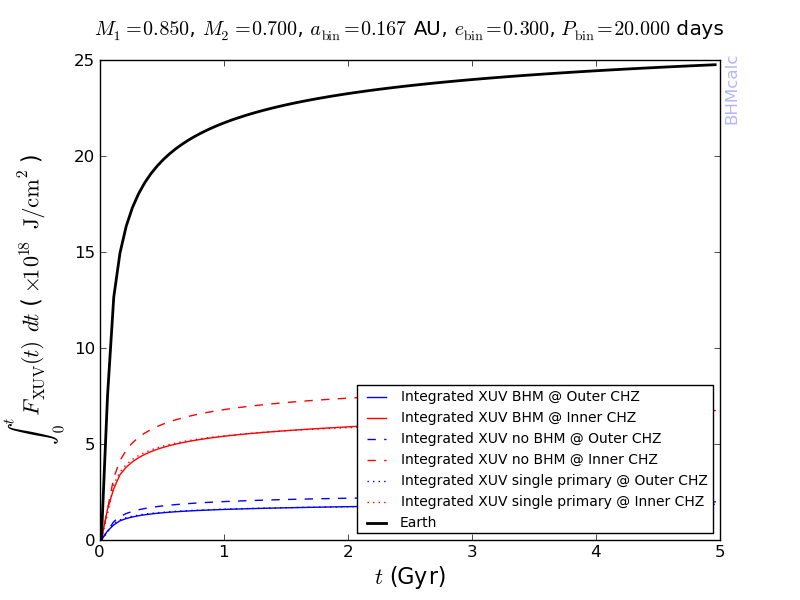 M₁ =0.850, M₂ =0.700, a_bin=0.167 AU, e_bin=0.300, P_bin=20.000 days
BHMcalc
∫₀ᵗ F_XUV(t) dt ( ×10¹⁸ J/cm² )
25
20
15
10
5
0
Integrated XUV BHM @ Outer CHZ
Integrated XUV BHM @ Inner CHZ
Integrated XUV no BHM @ Outer CHZ
Integrated XUV no BHM @ Inner CHZ
Integrated XUV single primary @ Outer CHZ
Integrated XUV single primary @ Inner CHZ
Earth
0 1 2 3 4 5
t (Gyr)